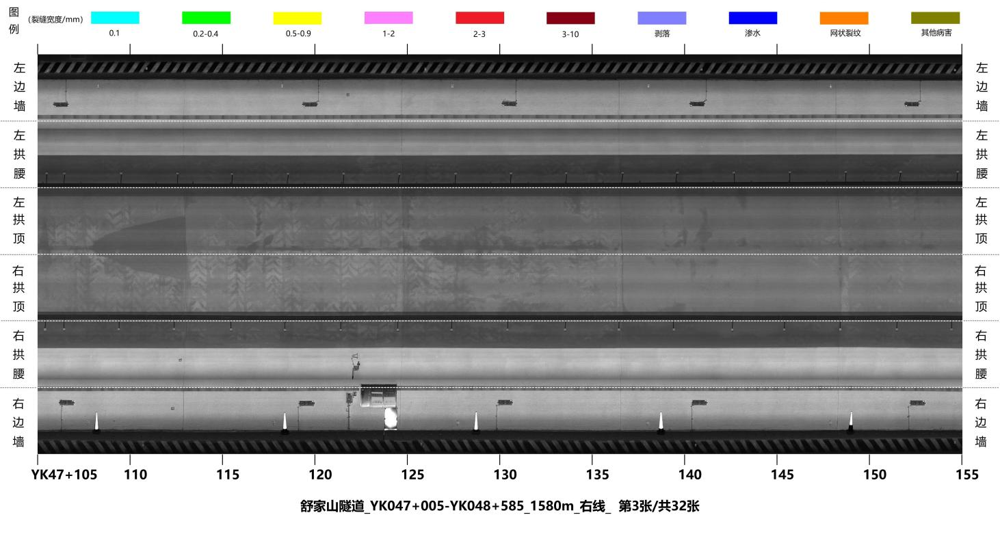 图例
(裂缝宽度/mm)
0.1
0.2-0.4
0.5-0.9
1-2
2-3
3-10
剥落
渗水
网状裂纹
其他病害
左边墙
左边墙
左拱腰
左拱腰
左拱顶
左拱顶
右拱顶
右拱顶
右拱腰
右拱腰
右边墙
右边墙
YK47+105 110 115 120 125 130 135 140 145 150 155
舒家山隧道_YK047+005-YK048+585_1580m_右线_ 第3张/共32张